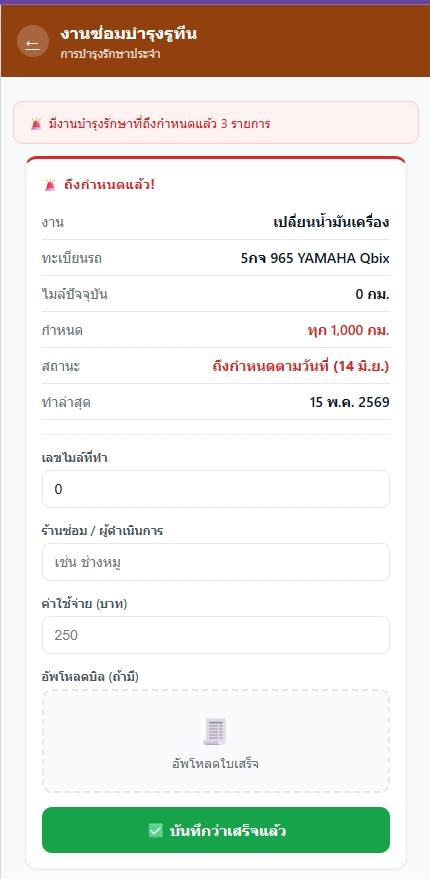 ←
งานซ่อมบำรุงรูทีน
การบำรุงรักษาประจำ
🚨 มีงานบำรุงรักษาที่ถึงกำหนดแล้ว 3 รายการ
🚨 ถึงกำหนดแล้ว!
งาน เปลี่ยนน้ำมันเครื่อง
ทะเบียนรถ 5กจ 965 YAMAHA Qbix
ไมล์ปัจจุบัน 0 กม.
กำหนด ทุก 1,000 กม.
สถานะ ถึงกำหนดตามวันที่ (14 มิ.ย.)
ทำล่าสุด 15 พ.ค. 2569
เลขไมล์ที่ทำ
0
ร้านซ่อม / ผู้ดำเนินการ
เช่น ช่างหมู
ค่าใช้จ่าย (บาท)
250
อัพโหลดบิล (ถ้ามี)
อัพโหลดใบเสร็จ
✅ บันทึกว่าเสร็จแล้ว